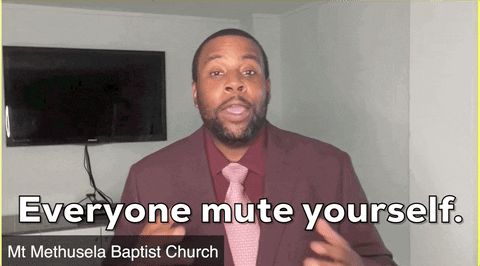 Everyone mute yourself.
Mt Methusela Baptist Church